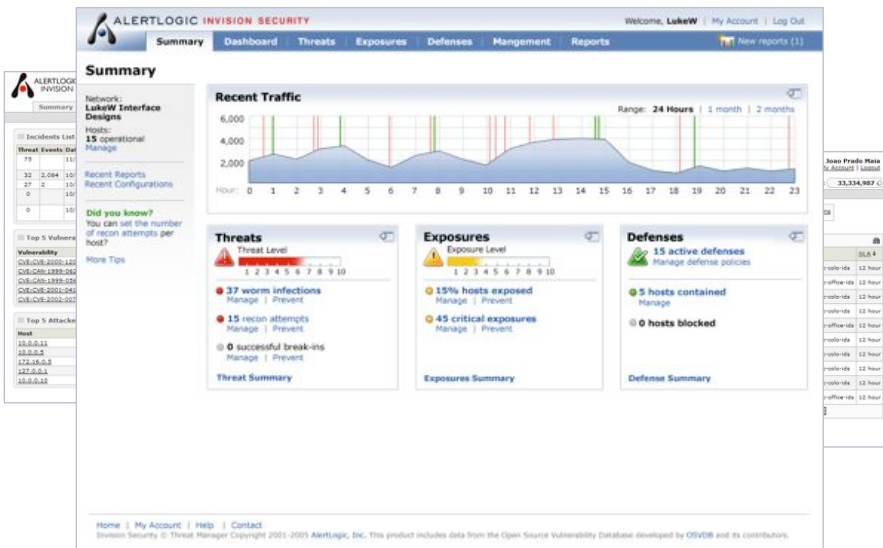 ALERTLOGIC INVISION SECURITY
Welcome, LukeW | My Account | Log Out
Summary Dashboard Threats Exposures Defenses Mangement Reports New reports (1)
Summary
Network:
LukeW Interface
Designs
Hosts:
15 operational
Manage
Recent Reports
Recent Configurations
Did you know?
You can set the number
of recon attempts per
host?
More Tips
Recent Traffic
Range: 24 Hours | 1 month | 2 months
6,000
4,000
2,000
Hour: 0 1 2 3 4 5 6 7 8 9 10 11 12 13 14 15 16 17 18 19 20 21 22 23
Threats
Threat Level
1 2 3 4 5 6 7 8 9 10
37 worm infections
Manage | Prevent
15 recon attempts
Manage | Prevent
0 successful break-ins
Manage | Prevent
Threat Summary
Exposures
Exposure Level
1 2 3 4 5 6 7 8 9 10
15% hosts exposed
Manage | Prevent
45 critical exposures
Manage | Prevent
Exposures Summary
Defenses
15 active defenses
Manage defense policies
5 hosts contained
Manage
0 hosts blocked
Defense Summary
Home | My Account | Help | Contact
Invision Security © Threat Manager Copyright 2001-2005 AlertLogic, Inc. This product includes data from the Open Source Vulnerability Database developed by OSVDB and its contributors.
ALERTLOGIC
INVISION
Summary
Incidents List
Threat Events
75
32 2,084
27 2
0
0
Top 5
Vulnerability
Top 5
Host
10.0.0.11
10.0.0.5
172.16.0.5
127.0.0.1
10.0.0.10
Joao Prado Maia
My Account | Logout
33,334,987
SLA
12 hour
12 hour
12 hour
12 hour
12 hour
12 hour
12 hour
12 hour
12 hour
12 hour